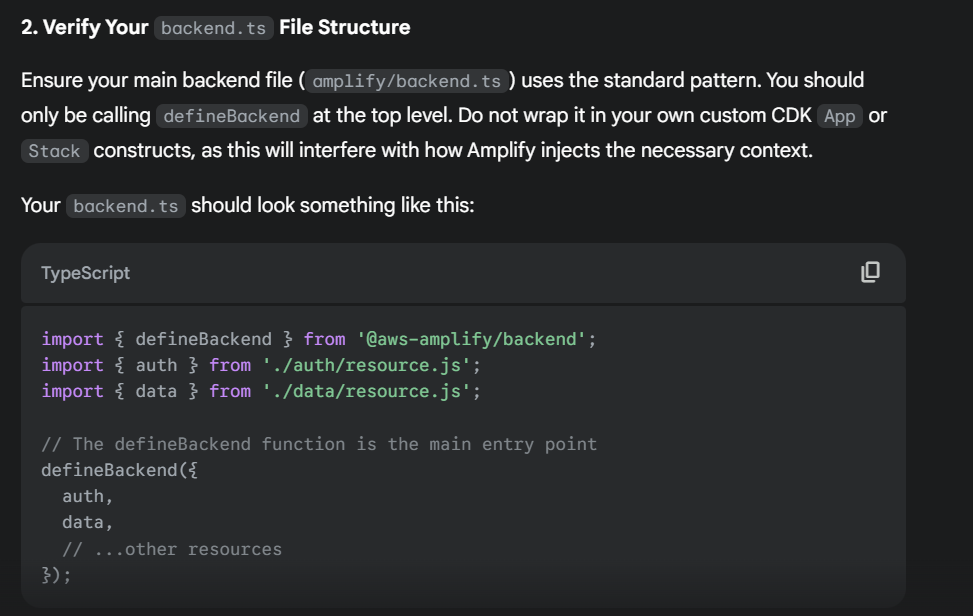 2. Verify Your backend.ts File Structure
Ensure your main backend file ( amplify/backend.ts ) uses the standard pattern. You should
only be calling defineBackend at the top level. Do not wrap it in your own custom CDK App or
Stack constructs, as this will interfere with how Amplify injects the necessary context.
Your backend.ts should look something like this:
TypeScript
import { defineBackend } from '@aws-amplify/backend';
import { auth } from './auth/resource.js';
import { data } from './data/resource.js';

// The defineBackend function is the main entry point
defineBackend({
  auth,
  data,
  // ...other resources
});